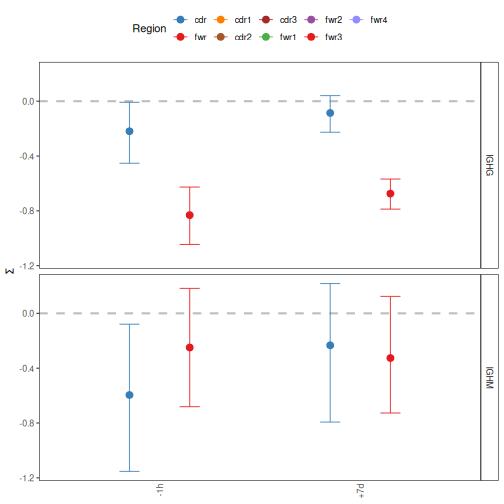 Region cdr cdr1 cdr3 fwr2 fwr4
fwr cdr2 fwr1 fwr3
0.0
-0.4
-0.8
-1.2
IGHG
Σ
0.0
-0.4
-0.8
-1.2
IGHM
-1h
+7d